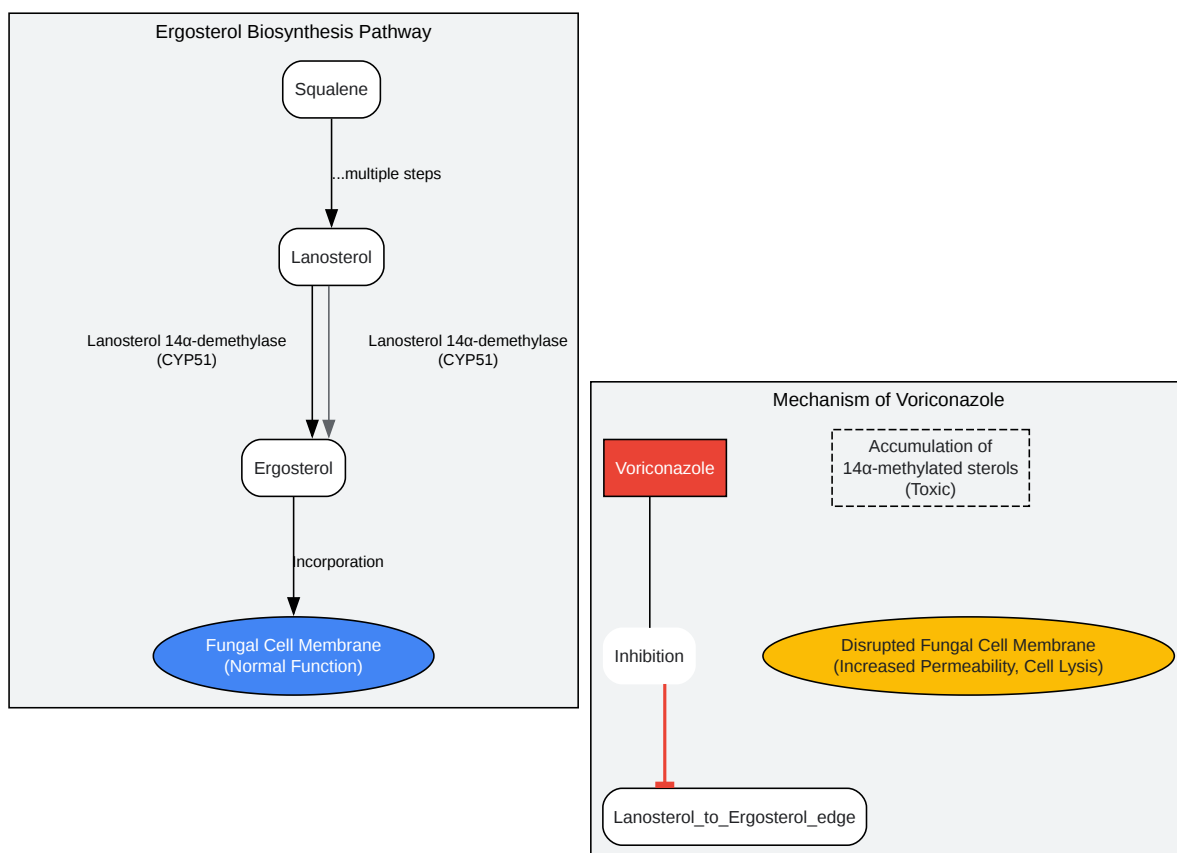 Ergosterol Biosynthesis Pathway
Squalene
...multiple steps
Lanosterol
Lanosterol 14α-demethylase
(CYP51)
Lanosterol 14α-demethylase
(CYP51)
Ergosterol
Incorporation
Fungal Cell Membrane
(Normal Function)
Mechanism of Voriconazole
Voriconazole
Accumulation of
14α-methylated sterols
(Toxic)
Inhibition
Disrupted Fungal Cell Membrane
(Increased Permeability, Cell Lysis)
Lanosterol_to_Ergosterol_edge